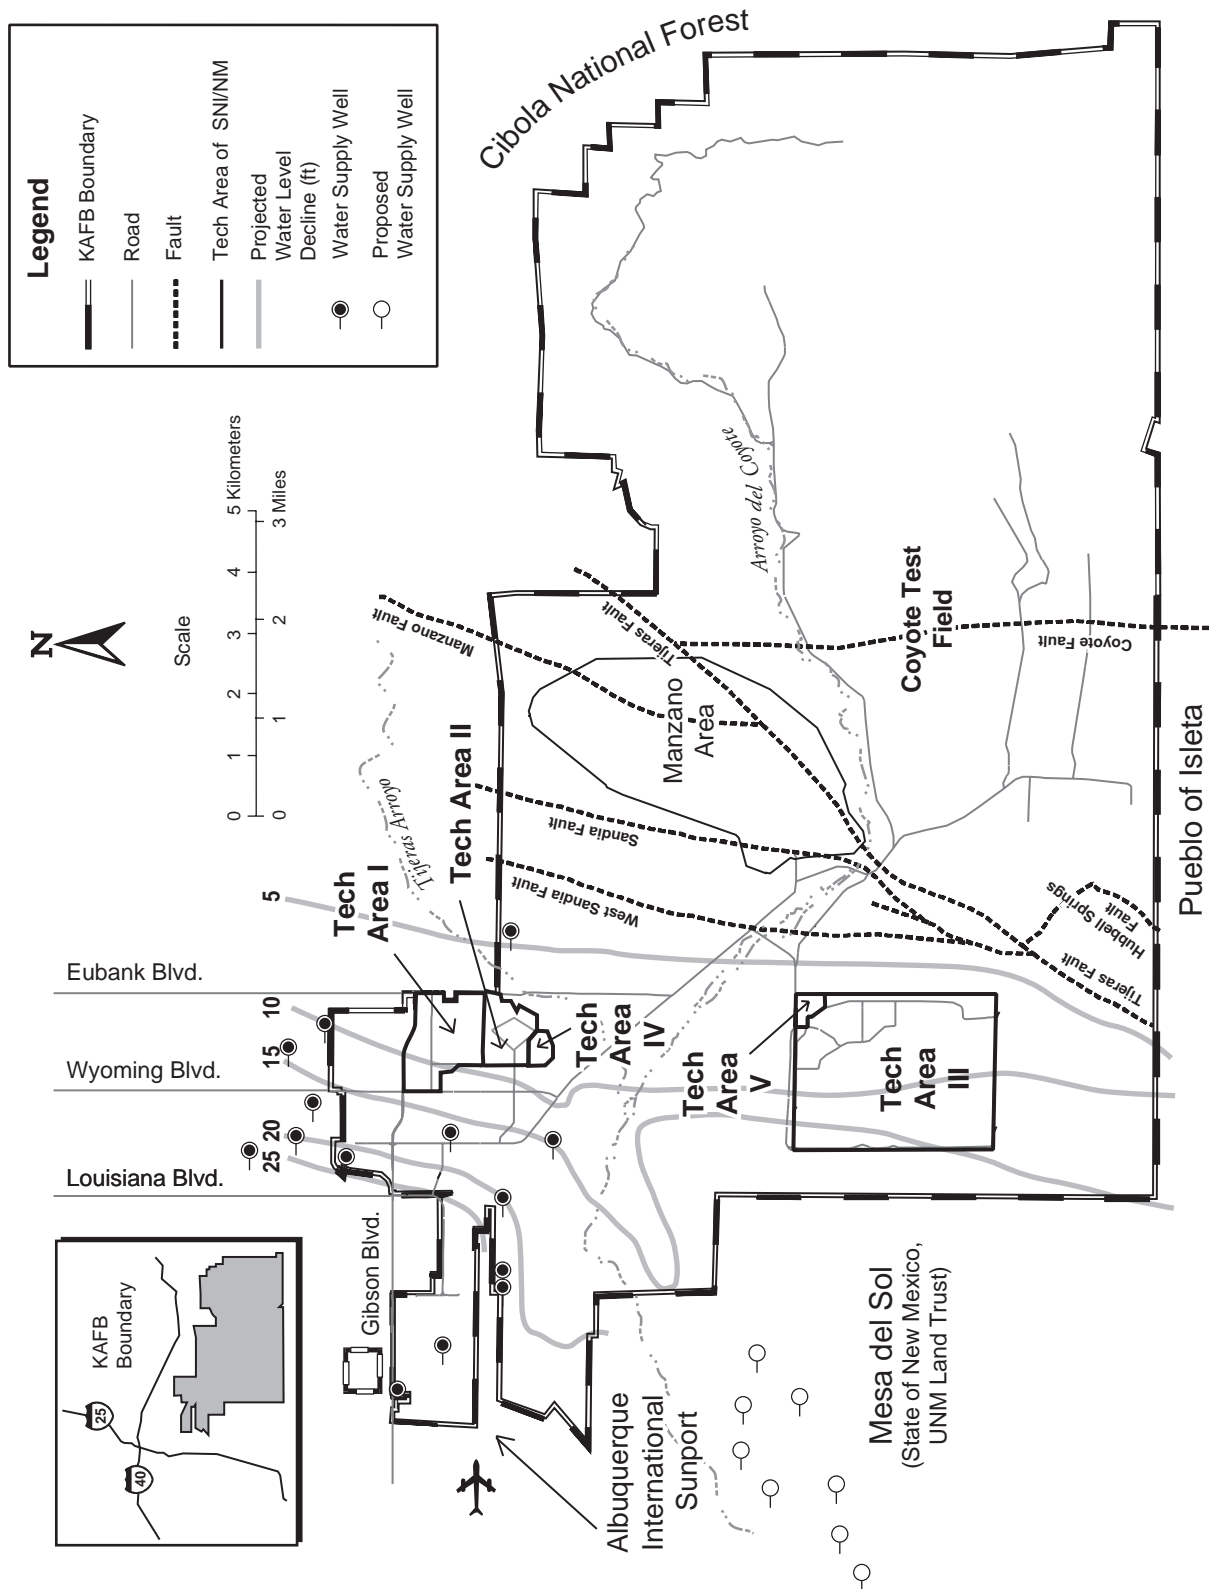 Legend
KAFB Boundary
Road
Fault
Tech Area of SNI/NM
Projected
Water Level
Decline (ft)
Water Supply Well
Proposed
Water Supply Well
N
Scale
0
1
2
3
4
5 Kilometers
0
1
2
3 Miles
KAFB
Boundary
25
40
Cibola National Forest
Eubank Blvd.
Wyoming Blvd.
Louisiana Blvd.
Gibson Blvd.
5
10
15
20
25
Tijeras Arroyo
Tech
Area I
Tech Area II
Tech
Area
IV
Tech
Area
V
Tech
Area
III
Manzano Fault
Tijeras Fault
Sandia Fault
West Sandia Fault
Manzano
Area
Arroyo del Coyote
Coyote Test
Field
Coyote Fault
Hubbell Springs
Fault
Tijeras Fault
Pueblo of Isleta
Albuquerque
International
Sunport
Mesa del Sol
(State of New Mexico,
UNM Land Trust)